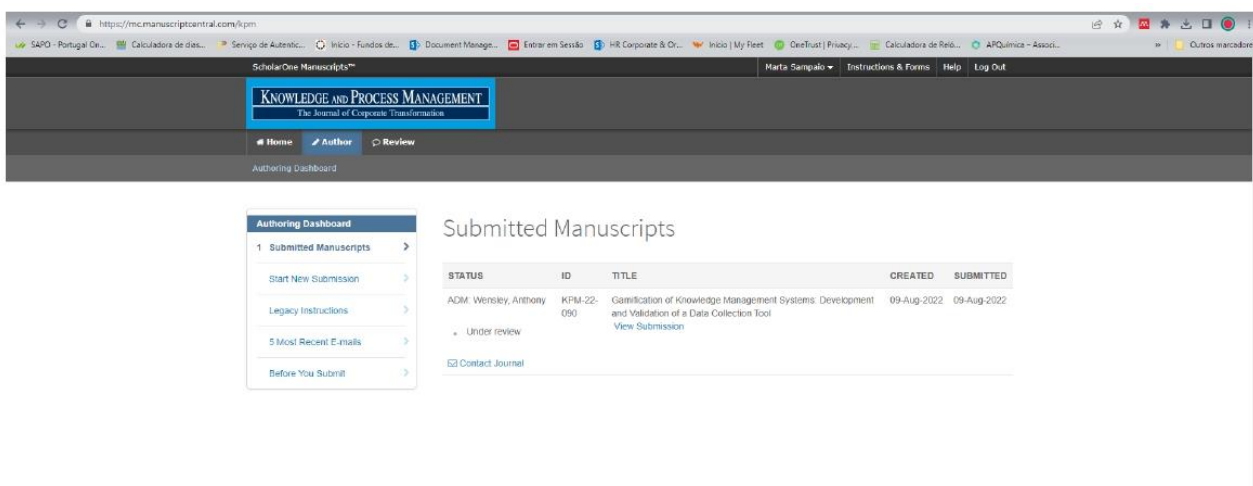 https://mc.manuscriptcentral.com/kpm
SAPO - Portugal On... Calculadora de dias... Serviço de Autentic... Início - Fundos de... Document Manage... Entrar em Sessão HR Corporate & Or... Início | My Fleet OneTrust | Privacy... Calculadora de Reló... APQuímica – Associ... » Outros marcadore
ScholarOne Manuscripts™ Marta Sampaio Instructions & Forms Help Log Out
KNOWLEDGE AND PROCESS MANAGEMENT
The Journal of Corporate Transformation
Home Author Review
Authoring Dashboard
Authoring Dashboard
1 Submitted Manuscripts
Start New Submission
Legacy Instructions
5 Most Recent E-mails
Before You Submit
Submitted Manuscripts
STATUS ID TITLE CREATED SUBMITTED
ADM: Wensley, Anthony KPM-22- Gamification of Knowledge Management Systems: Development 09-Aug-2022 09-Aug-2022
090 and Validation of a Data Collection Tool
View Submission
Under review
Contact Journal